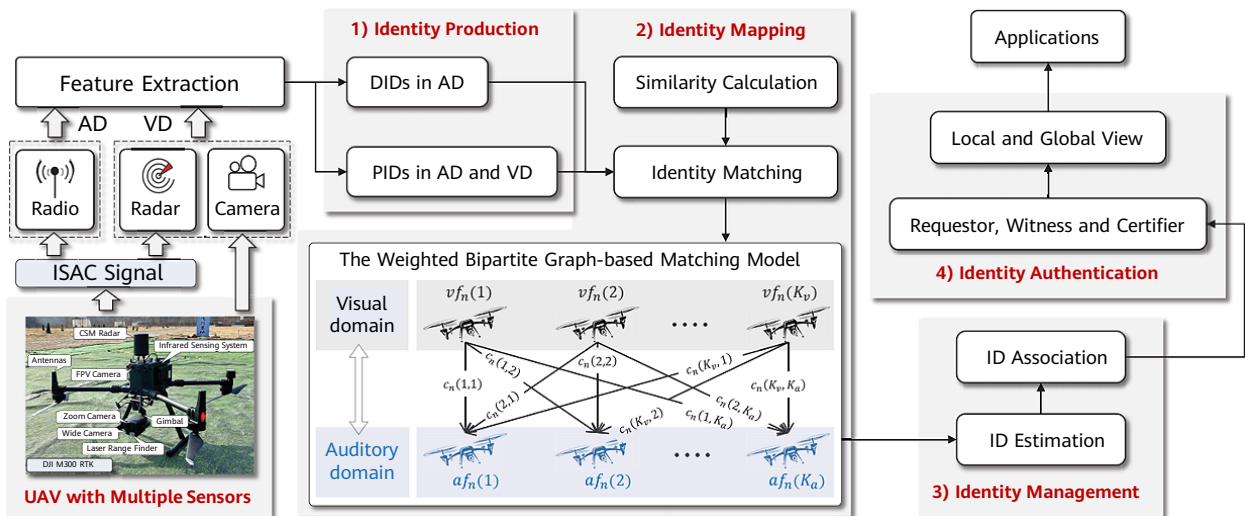 1) Identity Production
2) Identity Mapping
Applications
Feature Extraction
DIDs in AD
Similarity Calculation
AD
VD
Local and Global View
PIDs in AD and VD
Identity Matching
Radio
Radar
Camera
Requestor, Witness and Certifier
ISAC Signal
The Weighted Bipartite Graph-based Matching Model
4) Identity Authentication
Visual
domain
vf_n(1)
vf_n(2)
vf_n(K_v)
....
CSM Radar
Infrared Sensing System
Antennas
FPV Camera
Zoom Camera
Gimbal
Wide Camera
Laser Range Finder
DJI M300 RTK
UAV with Multiple Sensors
c_n(1,1)
c_n(1,2)
c_n(2,1)
c_n(2,2)
c_n(K_v,1)
c_n(K_v,2)
c_n(1,K_a)
c_n(2,K_a)
c_n(K_v,K_a)
Auditory
domain
af_n(1)
af_n(2)
af_n(K_a)
....
ID Association
ID Estimation
3) Identity Management